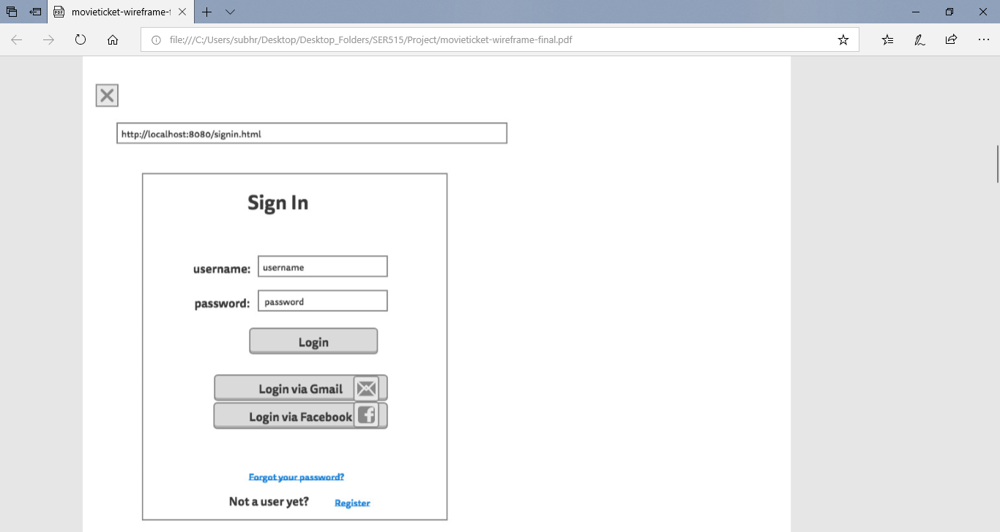 movieticket-wireframe-f
file:///C:/Users/subhr/Desktop/Desktop_Folders/SER515/Project/movieticket-wireframe-final.pdf
http://localhost:8080/signin.html
Sign In
username: username
password: password
Login
Login via Gmail
Login via Facebook f
Forgot your password?
Not a user yet? Register